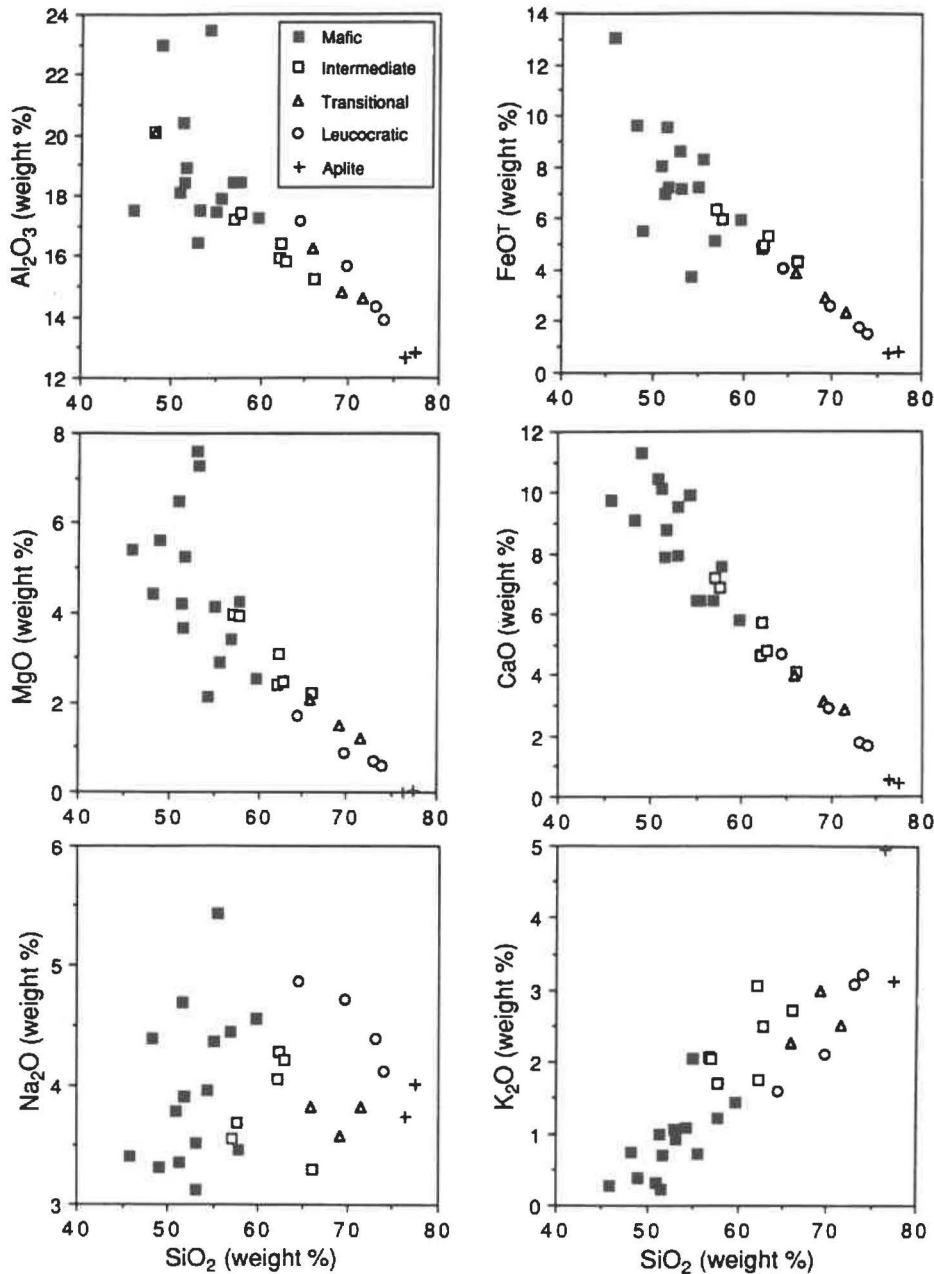 24
22
20
18
16
14
12
Al₂O₃ (weight %)
40 50 60 70 80
Mafic
Intermediate
Transitional
Leucocratic
Aplite
14
12
10
8
6
4
2
0
FeOᵀ (weight %)
40 50 60 70 80
8
6
4
2
0
MgO (weight %)
40 50 60 70 80
12
10
8
6
4
2
0
CaO (weight %)
40 50 60 70 80
6
5
4
3
Na₂O (weight %)
40 50 60 70 80
SiO₂ (weight %)
5
4
3
2
1
0
K₂O (weight %)
40 50 60 70 80
SiO₂ (weight %)